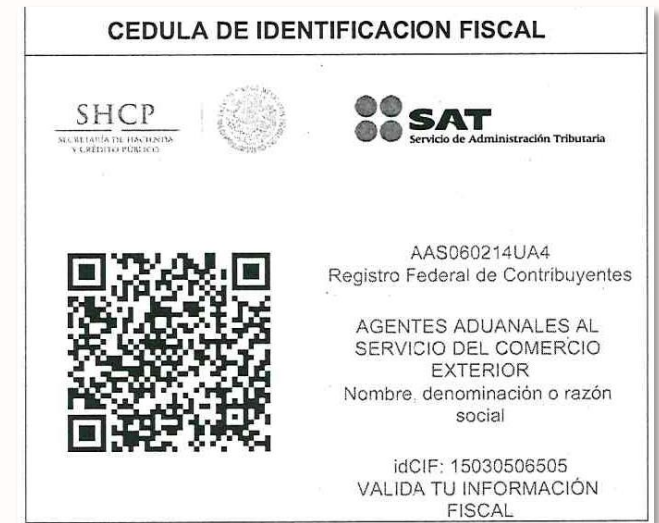 CEDULA DE IDENTIFICACION FISCAL
SHCP
SECRETARÍA DE HACIENDA
Y CRÉDITO PÚBLICO
SAT
Servicio de Administración Tributaria
AAS060214UA4
Registro Federal de Contribuyentes
AGENTES ADUANALES AL
SERVICIO DEL COMERCIO
EXTERIOR
Nombre, denominación o razón
social
idCIF: 15030506505
VALIDA TU INFORMACIÓN
FISCAL